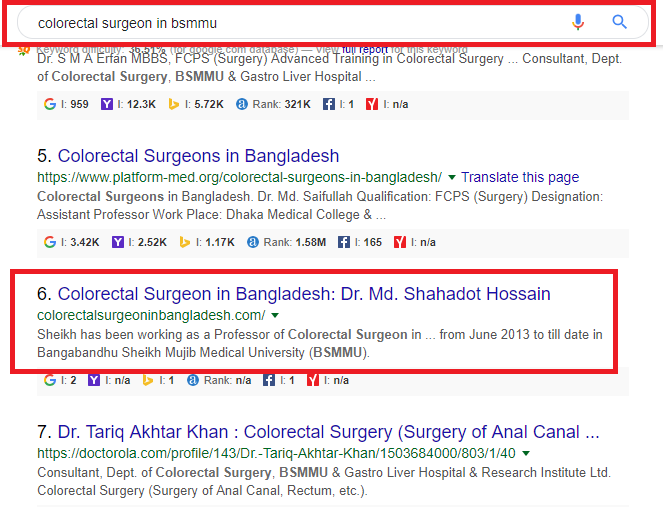 colorectal surgeon in bsmmu
Keyword difficulty: 36.51% (for google.com database) — View full report for this keyword
Dr. S M A Erfan MBBS, FCPS (Surgery) Advanced Training in Colorectal Surgery ... Consultant, Dept.
of Colorectal Surgery, BSMMU & Gastro Liver Hospital ...
G I: 959 Y I: 12.3K b I: 5.72K a Rank: 321K f I: 1 Y I: n/a
5. Colorectal Surgeons in Bangladesh
https://www.platform-med.org/colorectal-surgeons-in-bangladesh/ ▼ Translate this page
Colorectal Surgeons in Bangladesh. Dr. Md. Saifullah Qualification: FCPS (Surgery) Designation:
Assistant Professor Work Place: Dhaka Medical College & ...
G I: 3.42K Y I: 2.52K b I: 1.17K a Rank: 1.58M f I: 165 Y I: n/a
6. Colorectal Surgeon in Bangladesh: Dr. Md. Shahadot Hossain
colorectalsurgeoninbangladesh.com/ ▼
Sheikh has been working as a Professor of Colorectal Surgeon in ... from June 2013 to till date in
Bangabandhu Sheikh Mujib Medical University (BSMMU).
G I: 2 Y I: n/a b I: 1 a Rank: n/a f I: 1 Y I: n/a
7. Dr. Tariq Akhtar Khan : Colorectal Surgery (Surgery of Anal Canal ...
https://doctorola.com/profile/143/Dr.-Tariq-Akhtar-Khan/1503684000/803/1/40 ▼
Consultant, Dept. of Colorectal Surgery, BSMMU & Gastro Liver Hospital & Research Institute Ltd.
Colorectal Surgery (Surgery of Anal Canal, Rectum, etc.).